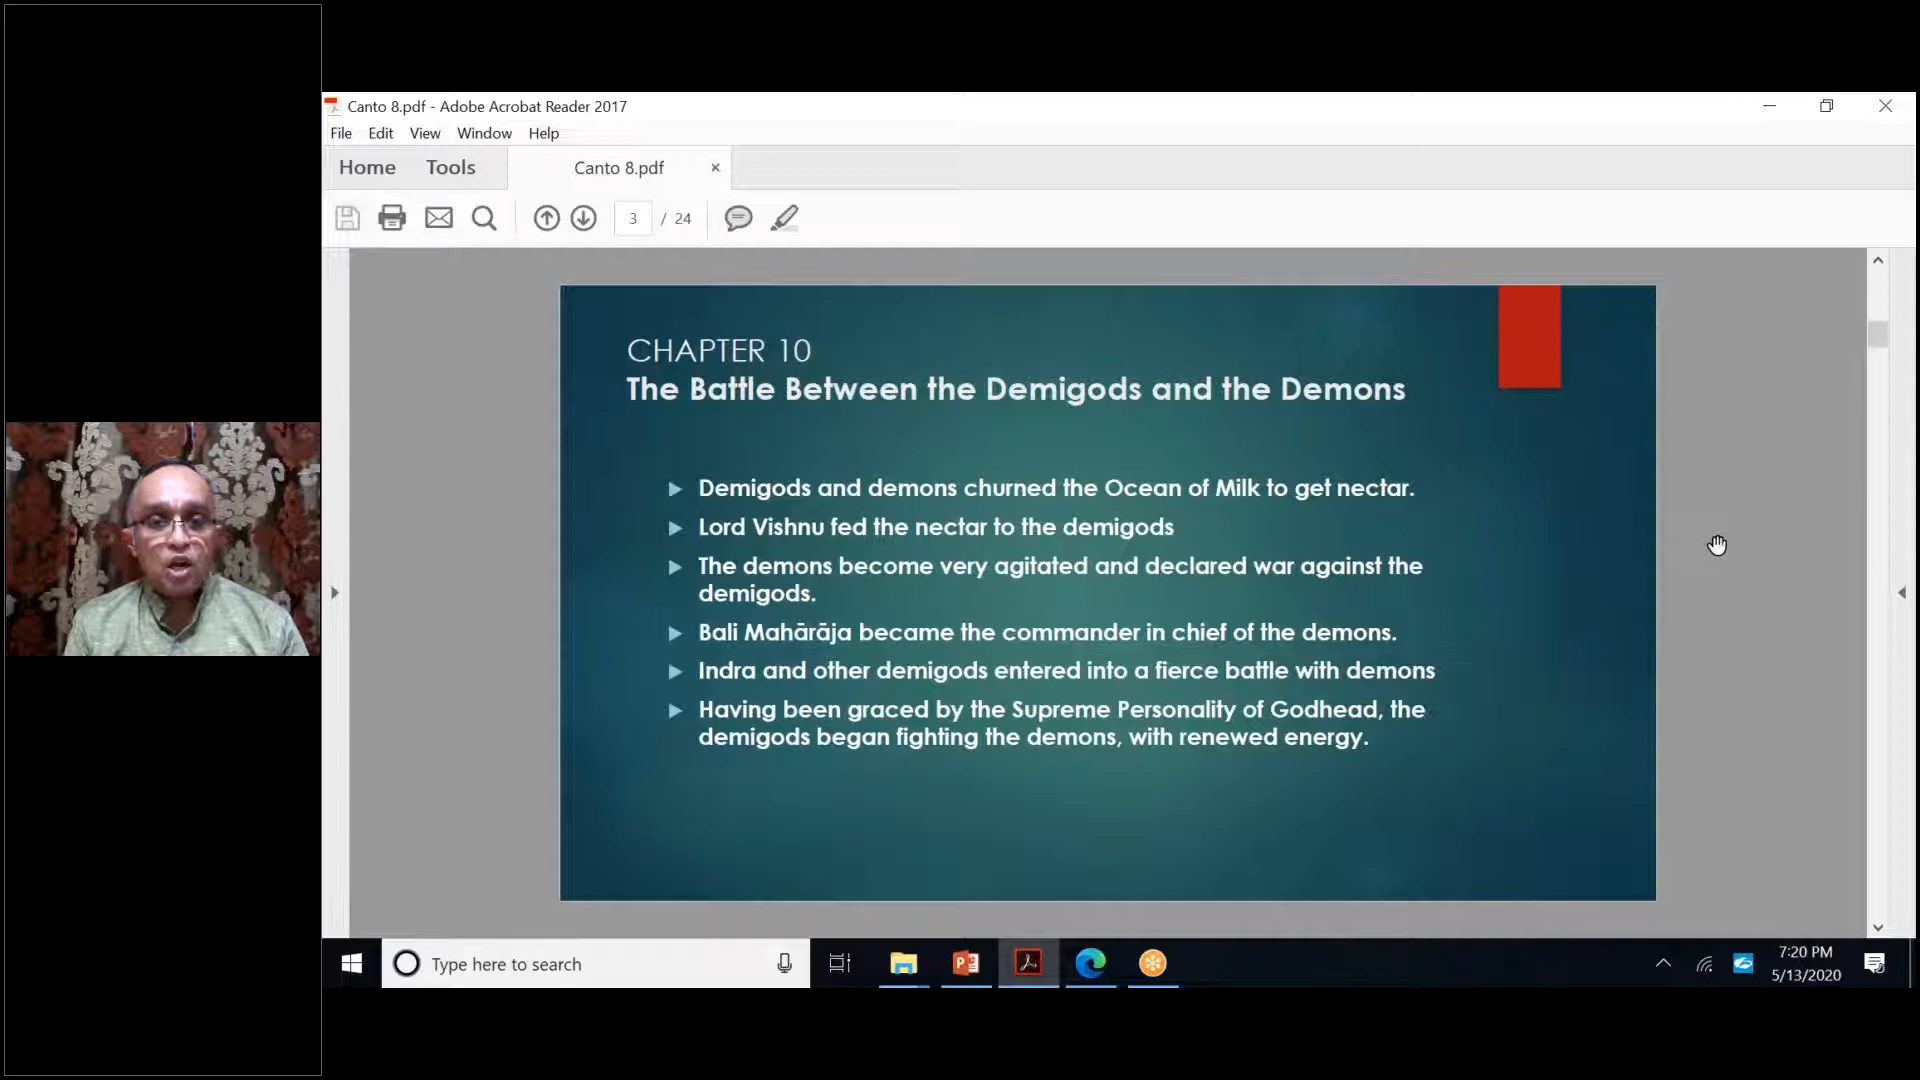 Canto 8.pdf - Adobe Acrobat Reader 2017
File Edit View Window Help
Home Tools Canto 8.pdf ×
3 / 24
CHAPTER 10
The Battle Between the Demigods and the Demons
Demigods and demons churned the Ocean of Milk to get nectar.
Lord Vishnu fed the nectar to the demigods
The demons become very agitated and declared war against the
demigods.
Bali Mahārāja became the commander in chief of the demons.
Indra and other demigods entered into a fierce battle with demons
Having been graced by the Supreme Personality of Godhead, the
demigods began fighting the demons, with renewed energy.
Type here to search
7:20 PM
5/13/2020